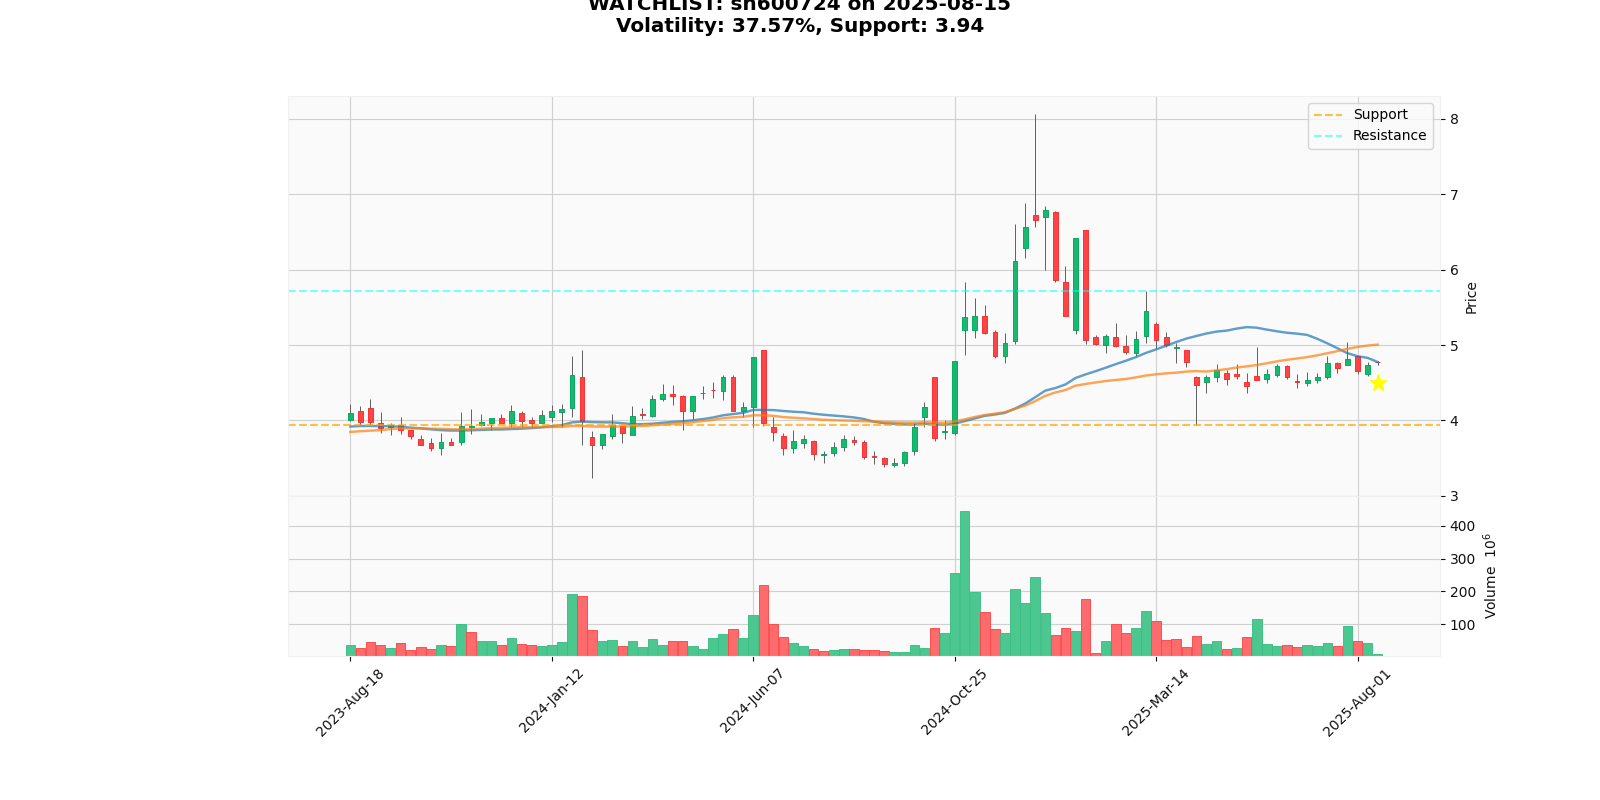 WATCHLIST: sh600724 on 2025-08-15
Volatility: 37.57%, Support: 3.94
Support
Resistance
8
7
6
5
4
3
Price
400
300
200
100
Volume 10⁶
2023-Aug-18
2024-Jan-12
2024-Jun-07
2024-Oct-25
2025-Mar-14
2025-Aug-01